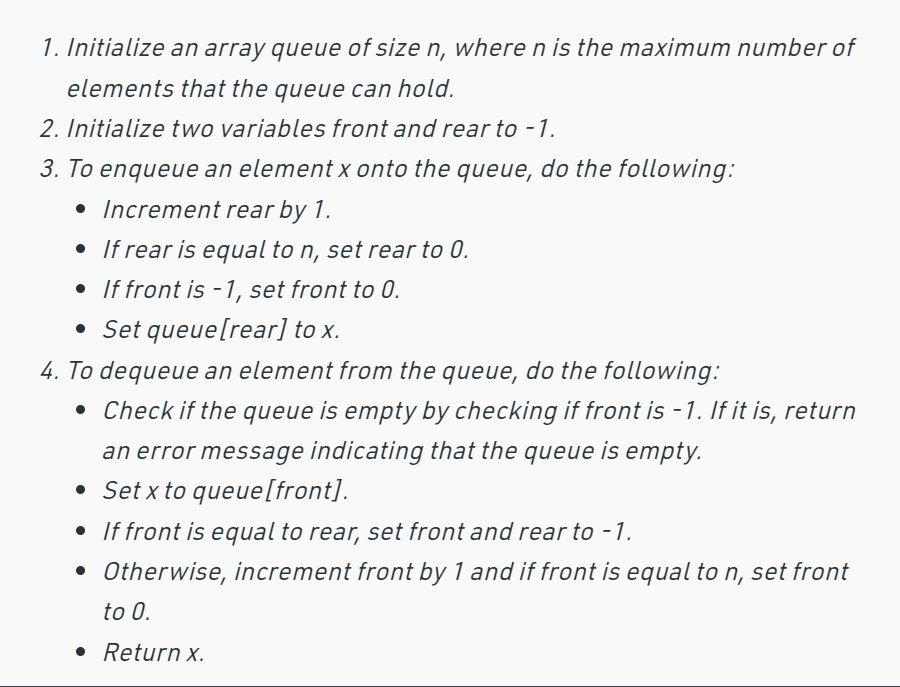 1. Initialize an array queue of size n, where n is the maximum number of
elements that the queue can hold.
2. Initialize two variables front and rear to -1.
3. To enqueue an element x onto the queue, do the following:
• Increment rear by 1.
• If rear is equal to n, set rear to 0.
• If front is -1, set front to 0.
• Set queue[rear] to x.
4. To dequeue an element from the queue, do the following:
• Check if the queue is empty by checking if front is -1. If it is, return
an error message indicating that the queue is empty.
• Set x to queue[front].
• If front is equal to rear, set front and rear to -1.
• Otherwise, increment front by 1 and if front is equal to n, set front
to 0.
• Return x.